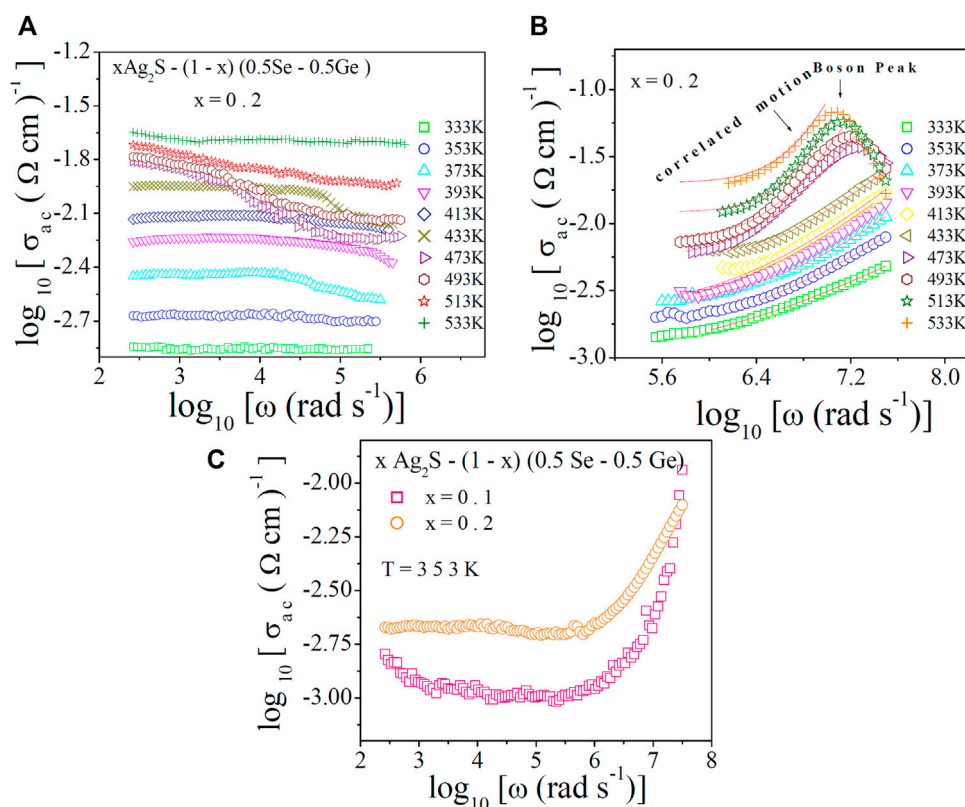 A
xAg2S - (1 - x) (0.5Se - 0.5Ge )
x = 0 . 2
log10 [ σac ( Ω cm )-1 ]
-1.2
-1.5
-1.8
-2.1
-2.4
-2.7
333K
353K
373K
393K
413K
433K
473K
493K
513K
533K
2 3 4 5 6
log10 [ω (rad s-1)]
B
x = 0 . 2
Boson Peak
correlated motion
log10 [ σac ( Ω cm )-1 ]
-1.0
-1.5
-2.0
-2.5
-3.0
333K
353K
373K
393K
413K
433K
473K
493K
513K
533K
5.6 6.4 7.2 8.0
log10 [ω (rad s-1)]
C
x Ag2S - (1 - x) (0.5 Se - 0.5 Ge)
x = 0 . 1
x = 0 . 2
T = 3 5 3 K
log10 [ σac ( Ω cm )-1 ]
-2.00
-2.25
-2.50
-2.75
-3.00
2 3 4 5 6 7 8
log10 [ω (rad s-1)]